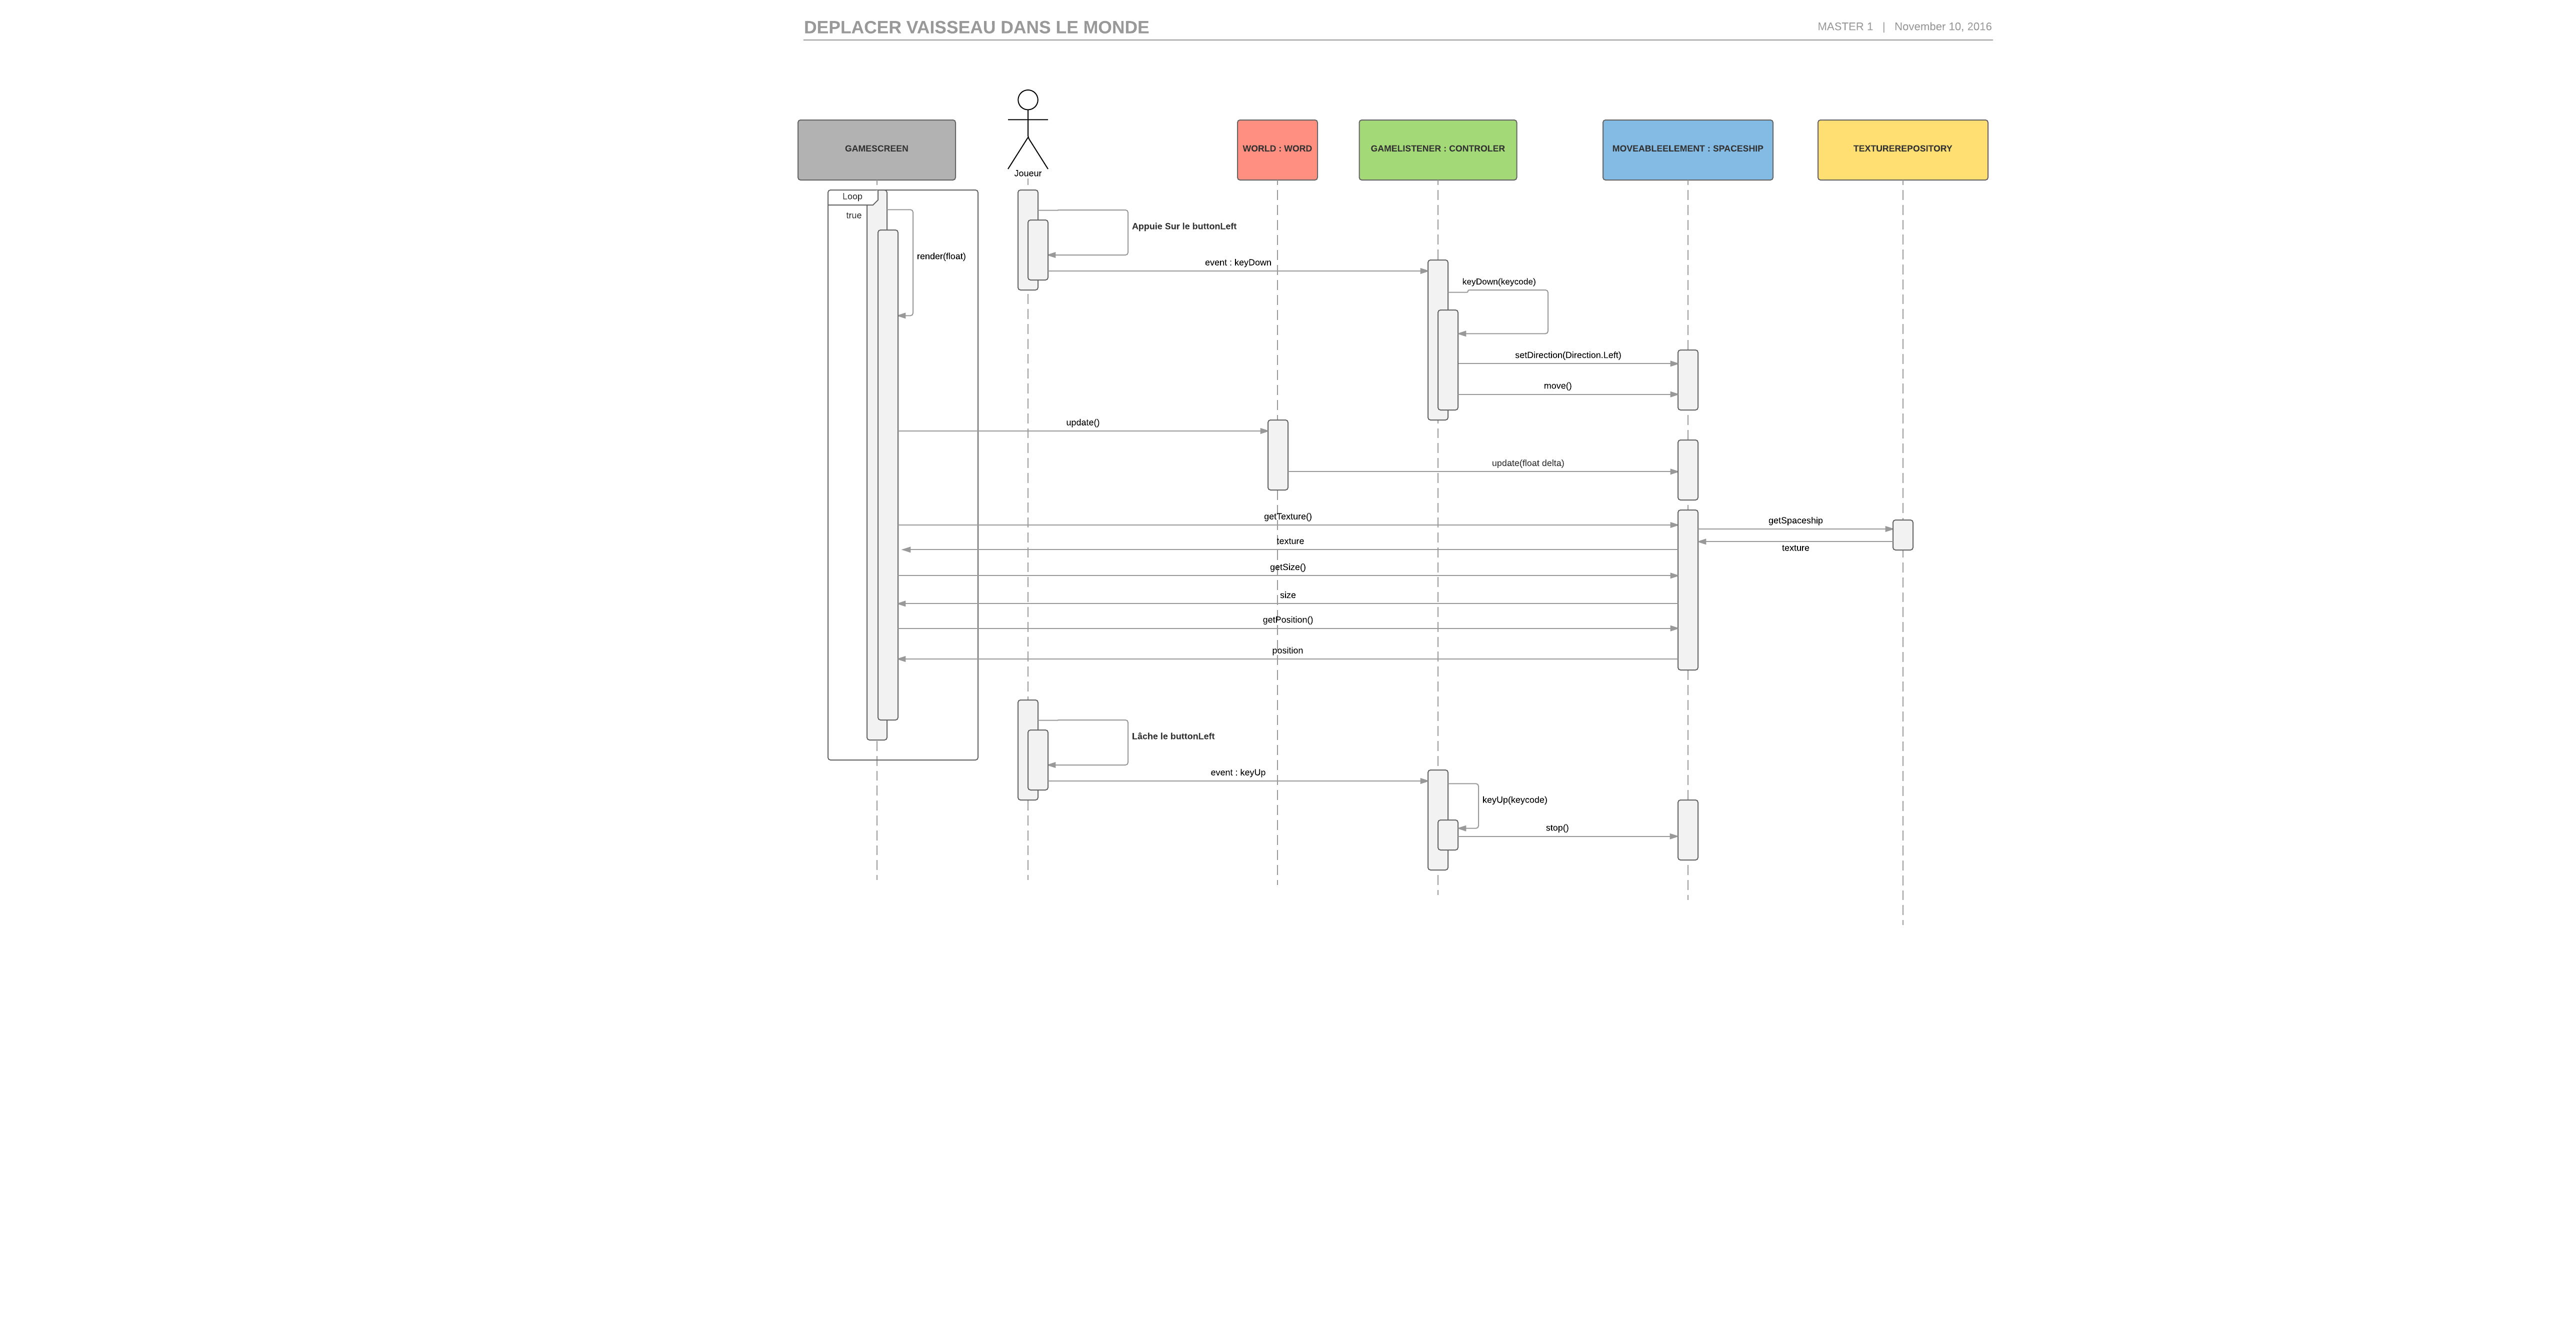 DEPLACER VAISSEAU DANS LE MONDE
MASTER 1 | November 10, 2016
GAMESCREEN
Joueur
WORLD : WORD
GAMELISTENER : CONTROLER
MOVEABLEELEMENT : SPACESHIP
TEXTUREREPOSITORY
Loop
true
render(float)
Appuie Sur le buttonLeft
event : keyDown
keyDown(keycode)
setDirection(Direction.Left)
move()
update()
update(float delta)
getTexture()
getSpaceship
texture
texture
getSize()
size
getPosition()
position
Lâche le buttonLeft
event : keyUp
keyUp(keycode)
stop()